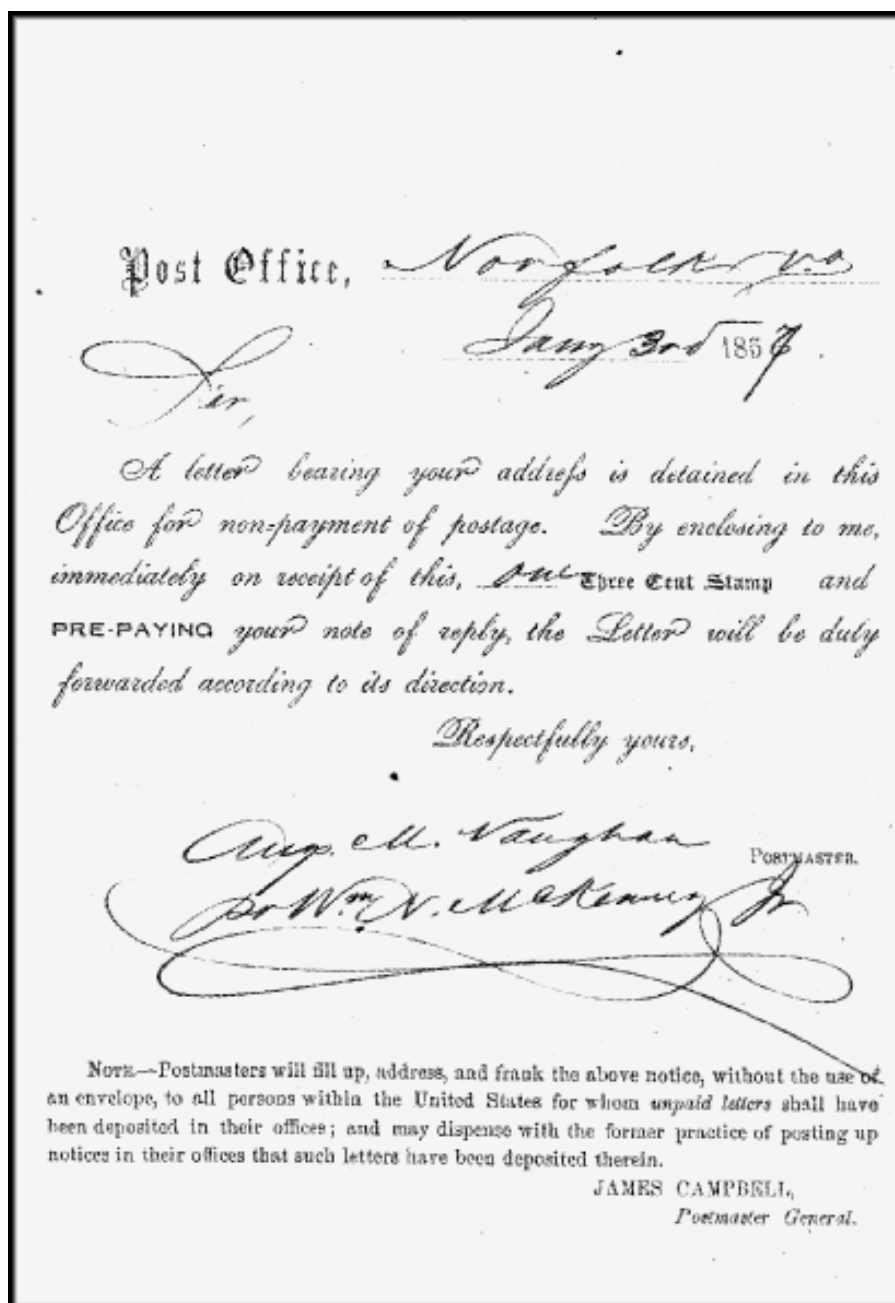 Post Office, Norfolk Va
Jany 3rd 1857.
Sir,
A letter bearing your address is detained in this
Office for non-payment of postage. By enclosing to me,
immediately on receipt of this, one Three Cent Stamp and
PRE-PAYING your note of reply, the Letter will be duly
forwarded according to its direction.
Respectfully yours,
Aug. M. Vaughan
POSTMASTER.
pr Wm N. McKenney Jr
NOTE.—Postmasters will fill up, address, and frank the above notice, without the use of
an envelope, to all persons within the United States for whom unpaid letters shall have
been deposited in their offices; and may dispense with the former practice of posting up
notices in their offices that such letters have been deposited therein.
JAMES CAMPBELL,
Postmaster General.